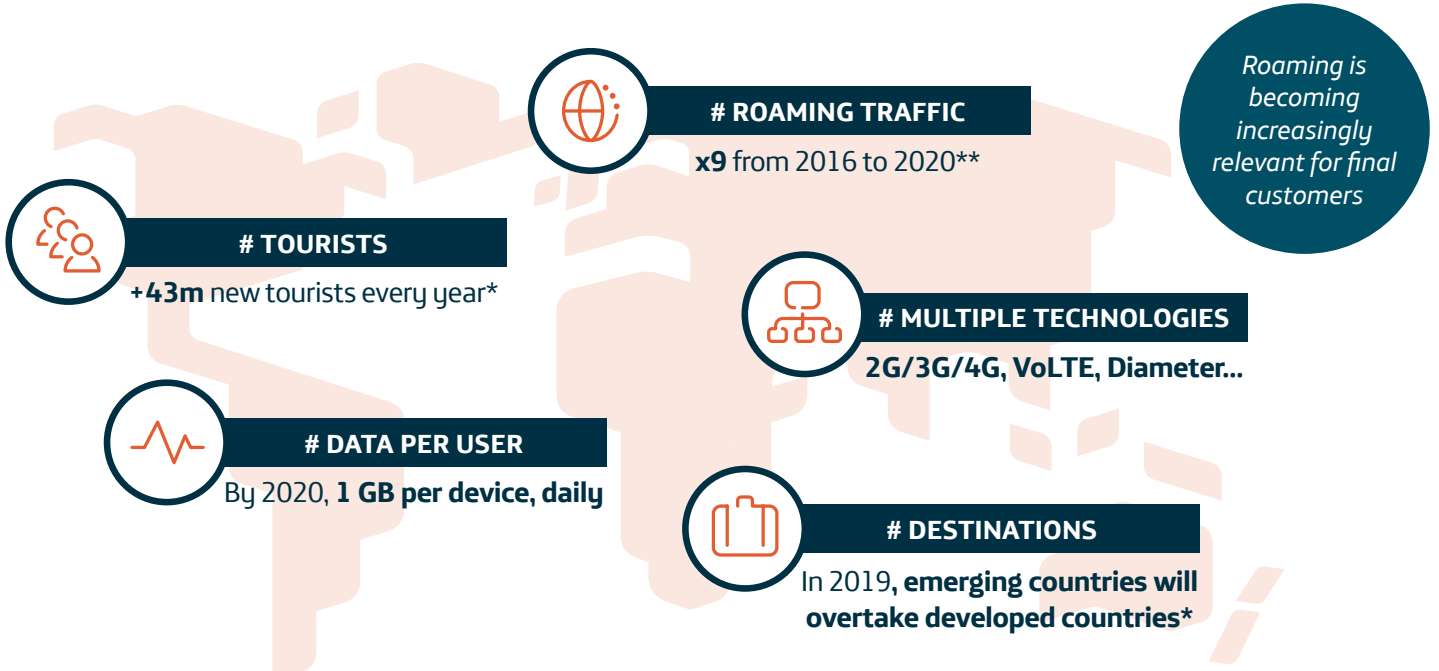 Roaming is
becoming
increasingly
relevant for final
customers
# ROAMING TRAFFIC
x9 from 2016 to 2020**
# TOURISTS
+43m new tourists every year*
# MULTIPLE TECHNOLOGIES
2G/3G/4G, VoLTE, Diameter...
# DATA PER USER
By 2020, 1 GB per device, daily
# DESTINATIONS
In 2019, emerging countries will
overtake developed countries*